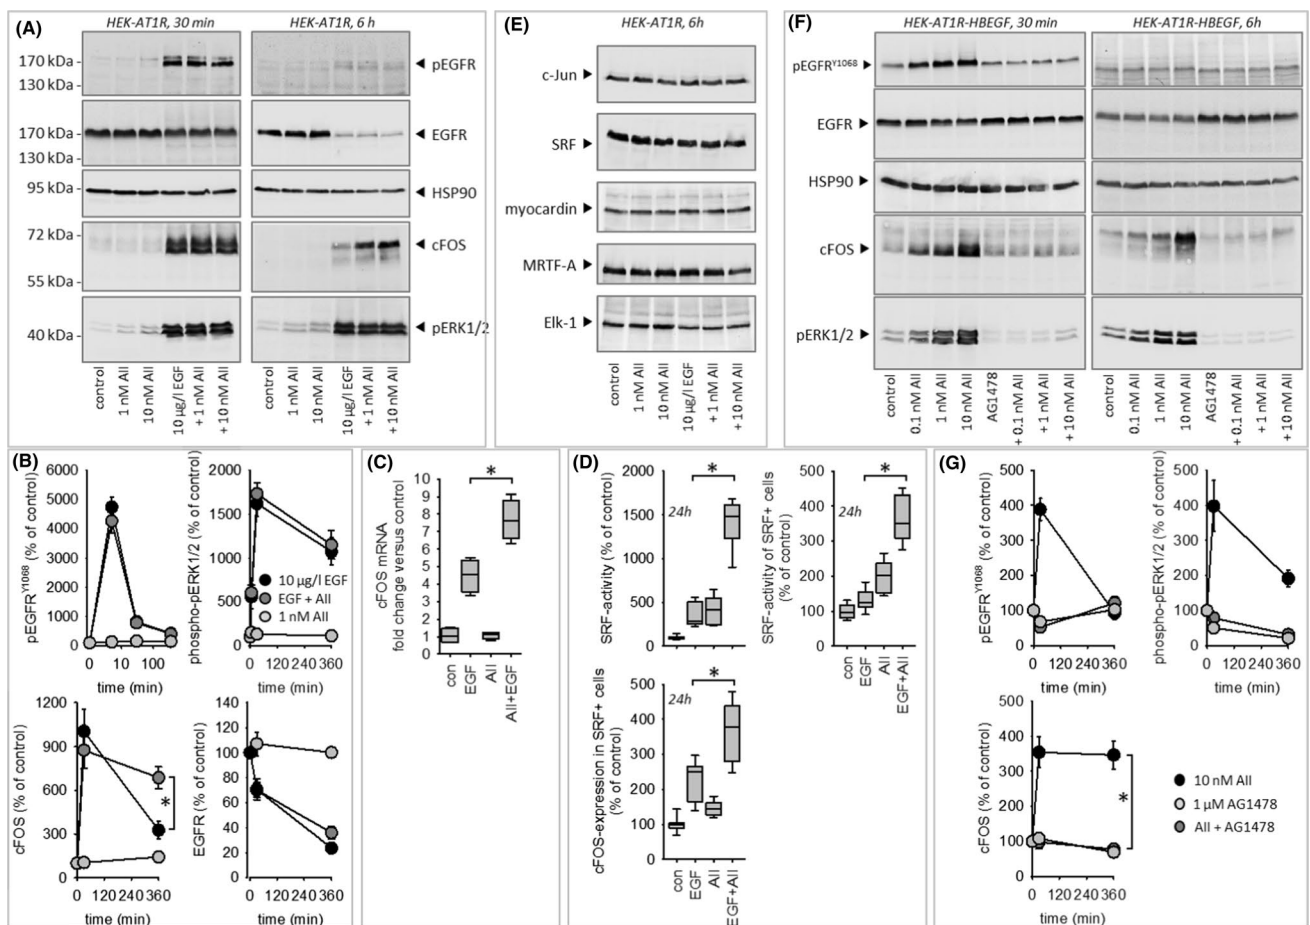 (A)
HEK-AT1R, 30 min
HEK-AT1R, 6 h
170 kDa -
130 kDa -
pEGFR
170 kDa -
130 kDa -
EGFR
95 kDa -
HSP90
72 kDa -
55 kDa -
cFOS
40 kDa -
pERK1/2
control
1 nM AII
10 nM AII
10 µg/l EGF
+ 1 nM AII
+ 10 nM AII
control
1 nM AII
10 nM AII
10 µg/l EGF
+ 1 nM AII
+ 10 nM AII
(E)
HEK-AT1R, 6h
c-Jun
SRF
myocardin
MRTF-A
Elk-1
control
1 nM AII
10 nM AII
10 µg/l EGF
+ 1 nM AII
+ 10 nM AII
(F)
HEK-AT1R-HBEGF, 30 min
HEK-AT1R-HBEGF, 6h
pEGFR Y1068
EGFR
HSP90
cFOS
pERK1/2
control
0.1 nM AII
1 nM AII
10 nM AII
AG1478
+ 0.1 nM AII
+ 1 nM AII
+ 10 nM AII
control
0.1 nM AII
1 nM AII
10 nM AII
AG1478
+ 0.1 nM AII
+ 1 nM AII
+ 10 nM AII
(B)
pEGFR Y1068 (% of control)
6000
5000
4000
3000
2000
1000
0
0 10 100
time (min)
phospho-pERK1/2 (% of control)
2000
1500
1000
500
0
10 µg/l EGF
EGF + AII
1 nM AII
0 120 240 360
time (min)
cFOS (% of control)
1200
900
600
300
0
*
0 120 240 360
time (min)
EGFR (% of control)
140
120
100
80
60
40
20
0
0 120 240 360
time (min)
(C)
cFOS mRNA
fold change versus control
10
9
8
7
6
5
4
3
2
1
0
*
con
EGF
AII
AII+EGF
(D)
SRF-activity (% of control)
2000
1500
1000
500
0
24h
*
SRF-activity of SRF+ cells
(% of control)
500
400
300
200
100
0
24h
*
con
EGF
AII
EGF+AII
cFOS-expression in SRF+ cells
(% of control)
500
400
300
200
100
0
24h
*
con
EGF
AII
EGF+AII
(G)
pEGFR Y1068 (% of control)
500
400
300
200
100
0
0 120 240 360
time (min)
phospho-pERK1/2 (% of control)
500
400
300
200
100
0
0 120 240 360
time (min)
cFOS (% of control)
500
400
300
200
100
0
*
0 120 240 360
time (min)
10 nM AII
1 µM AG1478
AII + AG1478